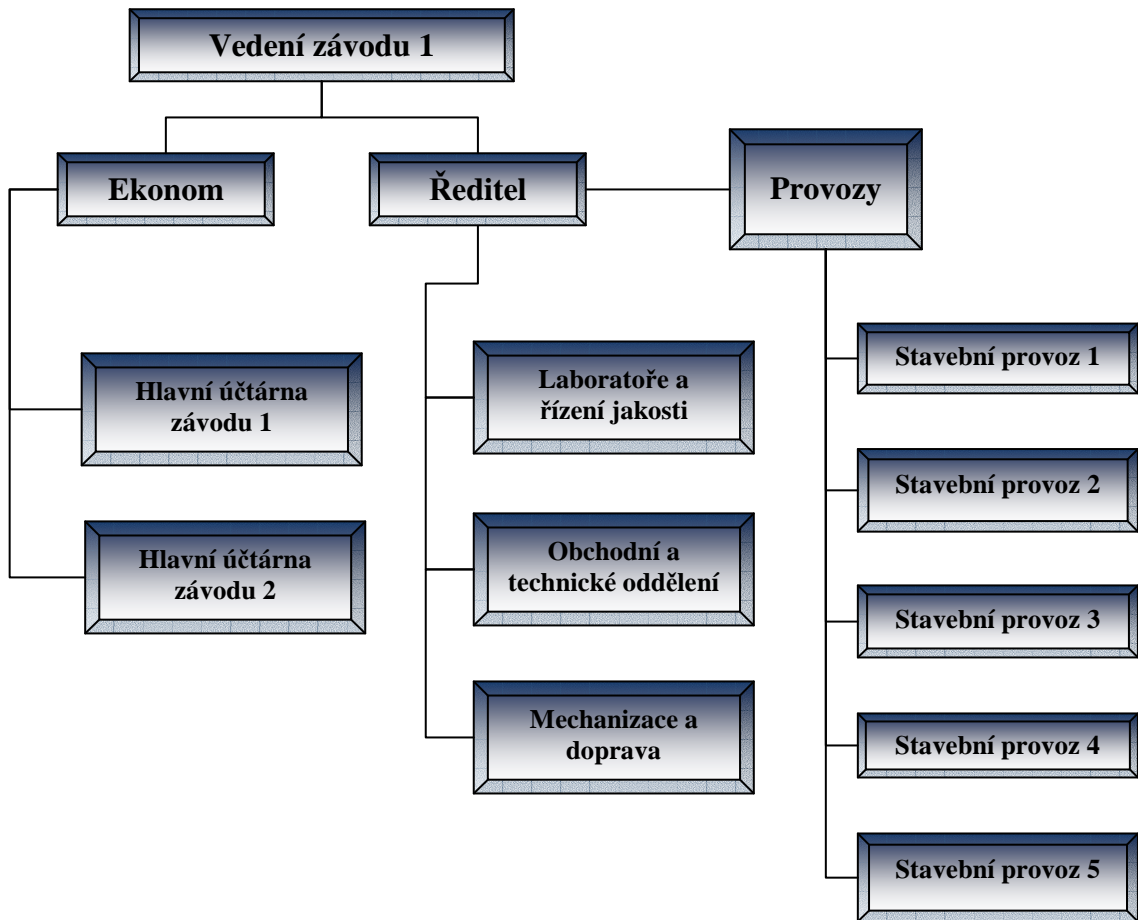 Vedení závodu 1
Ekonom
Ředitel
Provozy
Hlavní účtárna
závodu 1
Hlavní účtárna
závodu 2
Laboratoře a
řízení jakosti
Obchodní a
technické oddělení
Mechanizace a
doprava
Stavební provoz 1
Stavební provoz 2
Stavební provoz 3
Stavební provoz 4
Stavební provoz 5